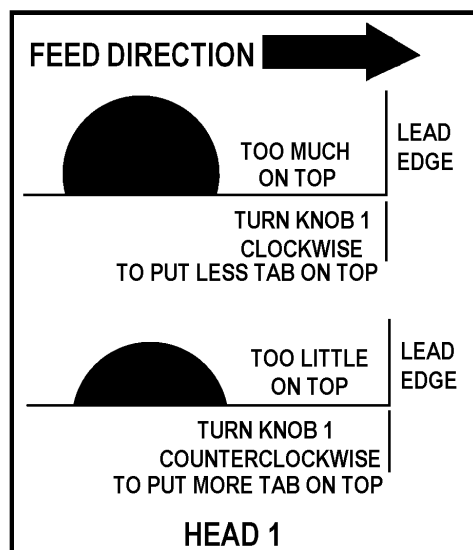 FEED DIRECTION
TOO MUCH
ON TOP
LEAD
EDGE
TURN KNOB 1
CLOCKWISE
TO PUT LESS TAB ON TOP
TOO LITTLE
ON TOP
LEAD
EDGE
TURN KNOB 1
COUNTERCLOCKWISE
TO PUT MORE TAB ON TOP
HEAD 1